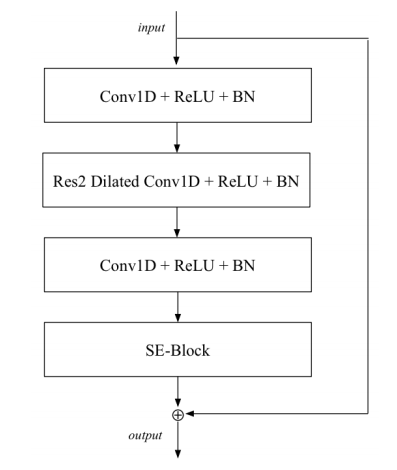 input
Conv1D + ReLU + BN
Res2 Dilated Conv1D + ReLU + BN
Conv1D + ReLU + BN
SE-Block
output